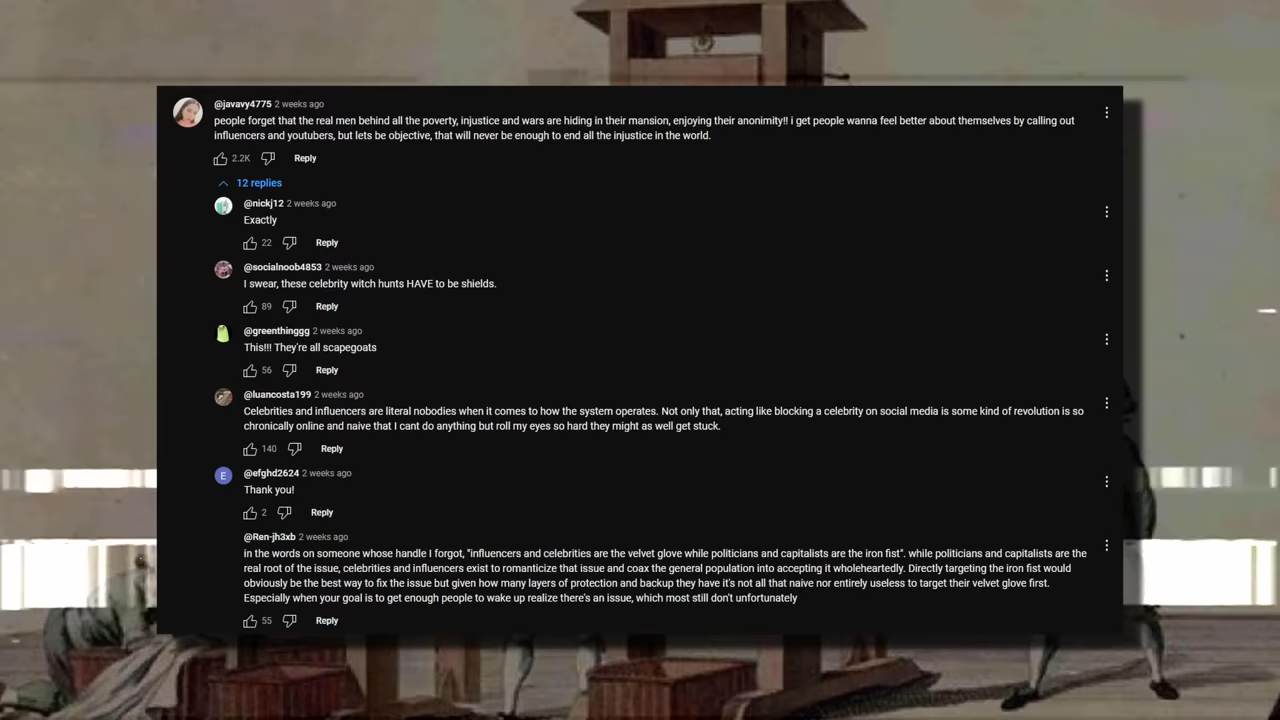 @javavy4775 2 weeks ago
people forget that the real men behind all the poverty, injustice and wars are hiding in their mansion, enjoying their anonimity!! i get people wanna feel better about themselves by calling out
influencers and youtubers, but lets be objective, that will never be enough to end all the injustice in the world.
2.2K Reply
12 replies
@nickj12 2 weeks ago
Exactly
22 Reply
@socialnoob4853 2 weeks ago
I swear, these celebrity witch hunts HAVE to be shields.
89 Reply
@greenthinggg 2 weeks ago
This!!! They're all scapegoats
56 Reply
@luancosta199 2 weeks ago
Celebrities and influencers are literal nobodies when it comes to how the system operates. Not only that, acting like blocking a celebrity on social media is some kind of revolution is so
chronically online and naive that I cant do anything but roll my eyes so hard they might as well get stuck.
140 Reply
E
@efghd2624 2 weeks ago
Thank you!
2 Reply
@Ren-jh3xb 2 weeks ago
in the words on someone whose handle I forgot, "influencers and celebrities are the velvet glove while politicians and capitalists are the iron fist". while politicians and capitalists are the
real root of the issue, celebrities and influencers exist to romanticize that issue and coax the general population into accepting it wholeheartedly. Directly targeting the iron fist would
obviously be the best way to fix the issue but given how many layers of protection and backup they have it's not all that naive nor entirely useless to target their velvet glove first.
Especially when your goal is to get enough people to wake up realize there's an issue, which most still don't unfortunately
55 Reply